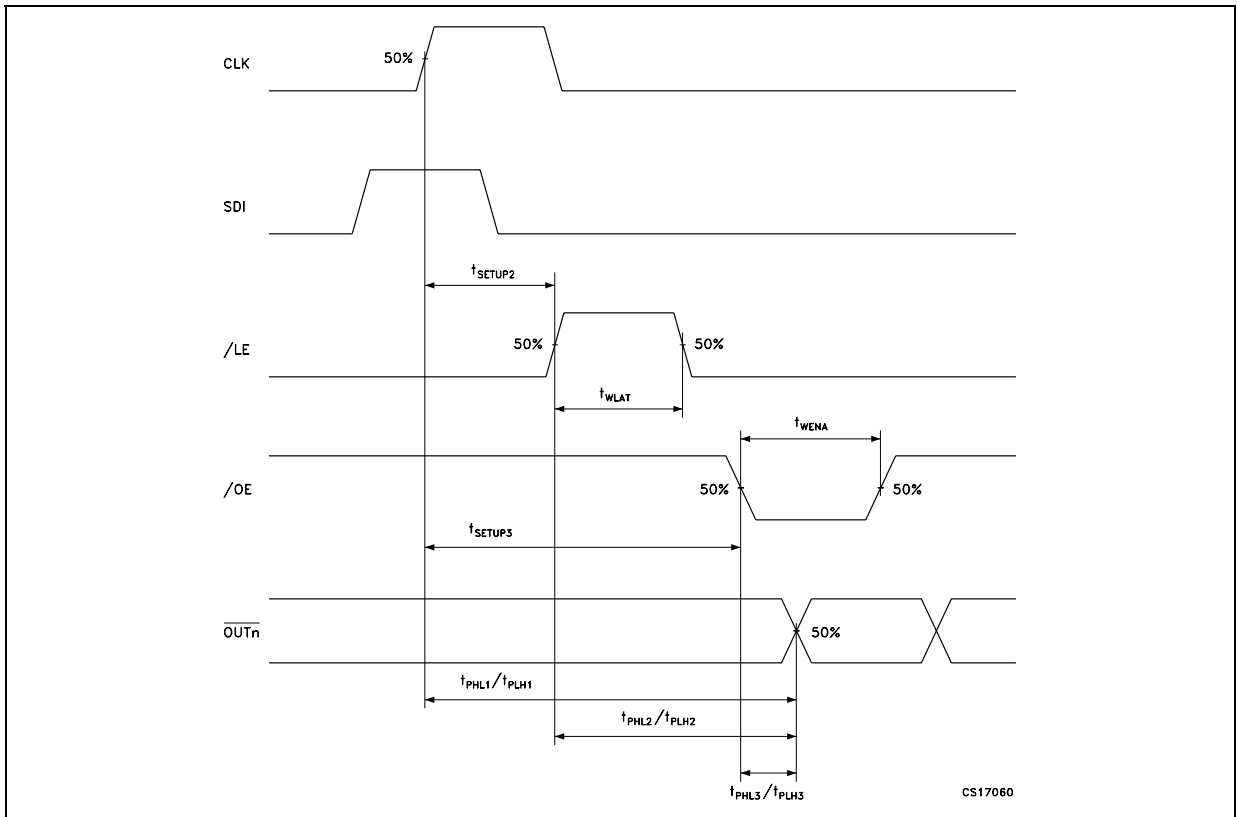 CLK
50%
SDI
tSETUP2
/LE
50%
50%
tWLAT
tWENA
/OE
50%
50%
tSETUP3
OUTn
50%
tPHL1/tPLH1
tPHL2/tPLH2
tPHL3/tPLH3
CS17060